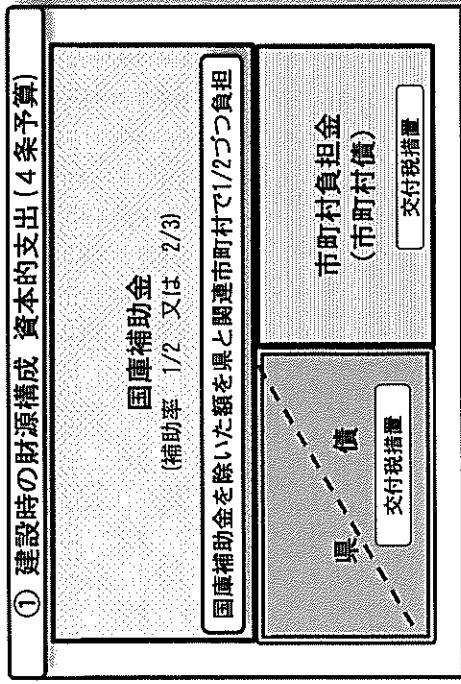 ① 建設時の財源構成 資本的支出(4条予算)
国庫補助金
(補助率 1/2 又は 2/3)
国庫補助金を除いた額を県と関連市町村で1/2づつ負担
県 債
交付税措置
市町村負担金
(市町村債)
交付税措置